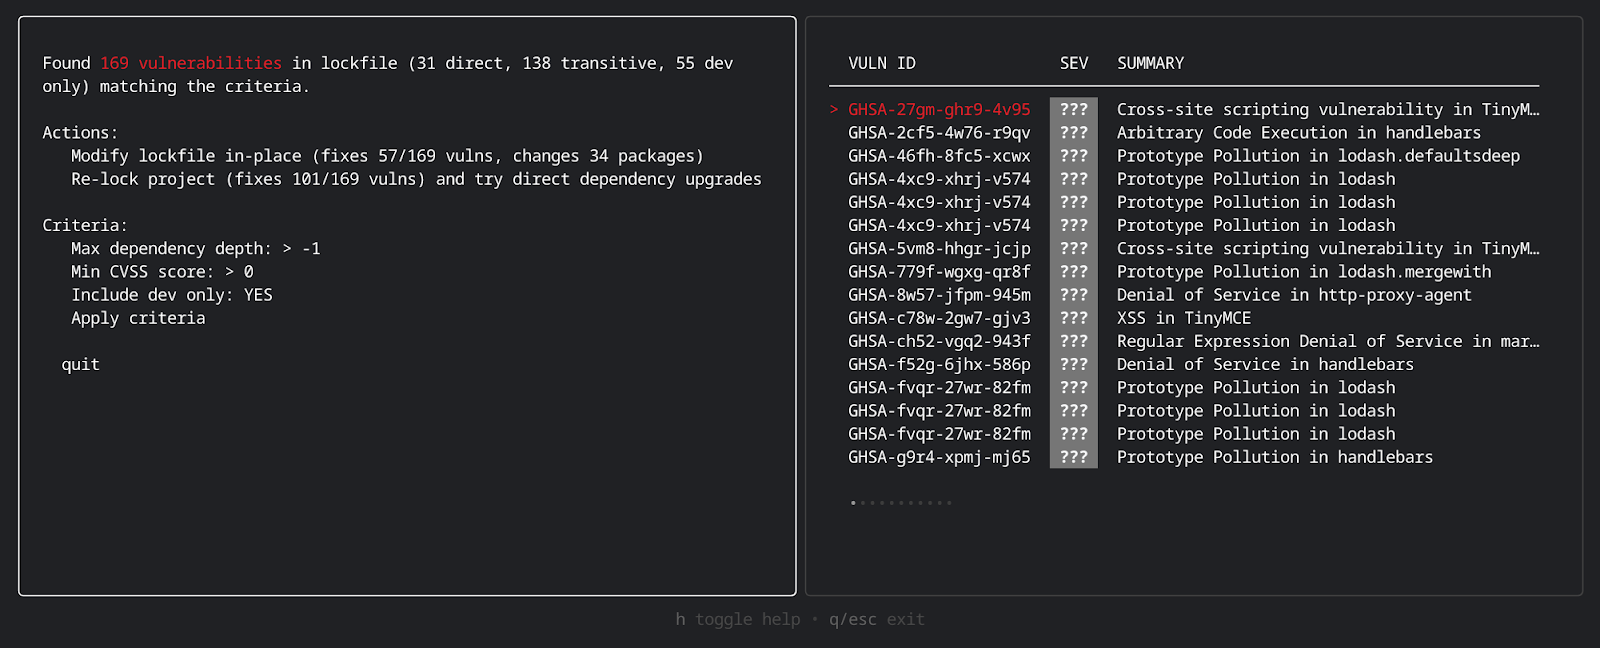 Found 169 vulnerabilities in lockfile (31 direct, 138 transitive, 55 dev
only) matching the criteria.
Actions:
Modify lockfile in-place (fixes 57/169 vulns, changes 34 packages)
Re-lock project (fixes 101/169 vulns) and try direct dependency upgrades
Criteria:
Max dependency depth: > -1
Min CVSS score: > 0
Include dev only: YES
Apply criteria
quit
VULN ID SEV SUMMARY
> GHSA-27gm-ghr9-4v95 ??? Cross-site scripting vulnerability in TinyM…
GHSA-2cf5-4w76-r9qv ??? Arbitrary Code Execution in handlebars
GHSA-46fh-8fc5-xcwx ??? Prototype Pollution in lodash.defaultsdeep
GHSA-4xc9-xhrj-v574 ??? Prototype Pollution in lodash
GHSA-4xc9-xhrj-v574 ??? Prototype Pollution in lodash
GHSA-4xc9-xhrj-v574 ??? Prototype Pollution in lodash
GHSA-5vm8-hhgr-jcjp ??? Cross-site scripting vulnerability in TinyM…
GHSA-779f-wgxg-qr8f ??? Prototype Pollution in lodash.mergewith
GHSA-8w57-jfpm-945m ??? Denial of Service in http-proxy-agent
GHSA-c78w-2gw7-gjv3 ??? XSS in TinyMCE
GHSA-ch52-vgq2-943f ??? Regular Expression Denial of Service in mar…
GHSA-f52g-6jhx-586p ??? Denial of Service in handlebars
GHSA-fvqr-27wr-82fm ??? Prototype Pollution in lodash
GHSA-fvqr-27wr-82fm ??? Prototype Pollution in lodash
GHSA-fvqr-27wr-82fm ??? Prototype Pollution in lodash
GHSA-g9r4-xpmj-mj65 ??? Prototype Pollution in handlebars
h toggle help • q/esc exit